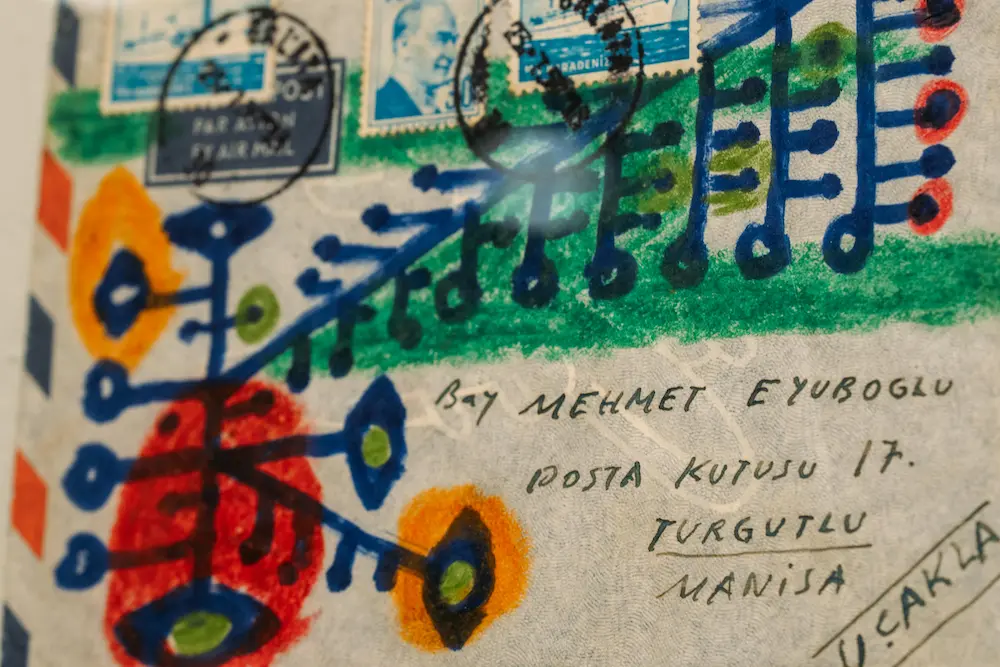 PAR AVION
BY AIR MAIL
Bay MEHMET EYUBOGLU
POSTA KUTUSU 17.
TURGUTLU
MANiSA
UÇAKLA